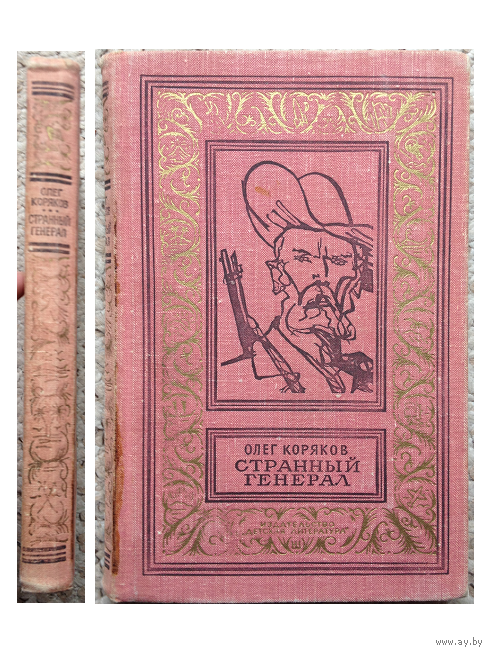 ОЛЕГ
КОРЯКОВ
СТРАННЫЙ
ГЕНЕРАЛ
ОЛЕГ КОРЯКОВ
СТРАННЫЙ
ГЕНЕРАЛ
ИЗДАТЕЛЬСТВО
"ДЕТСКАЯ ЛИТЕРАТУРА"
www.ay.by